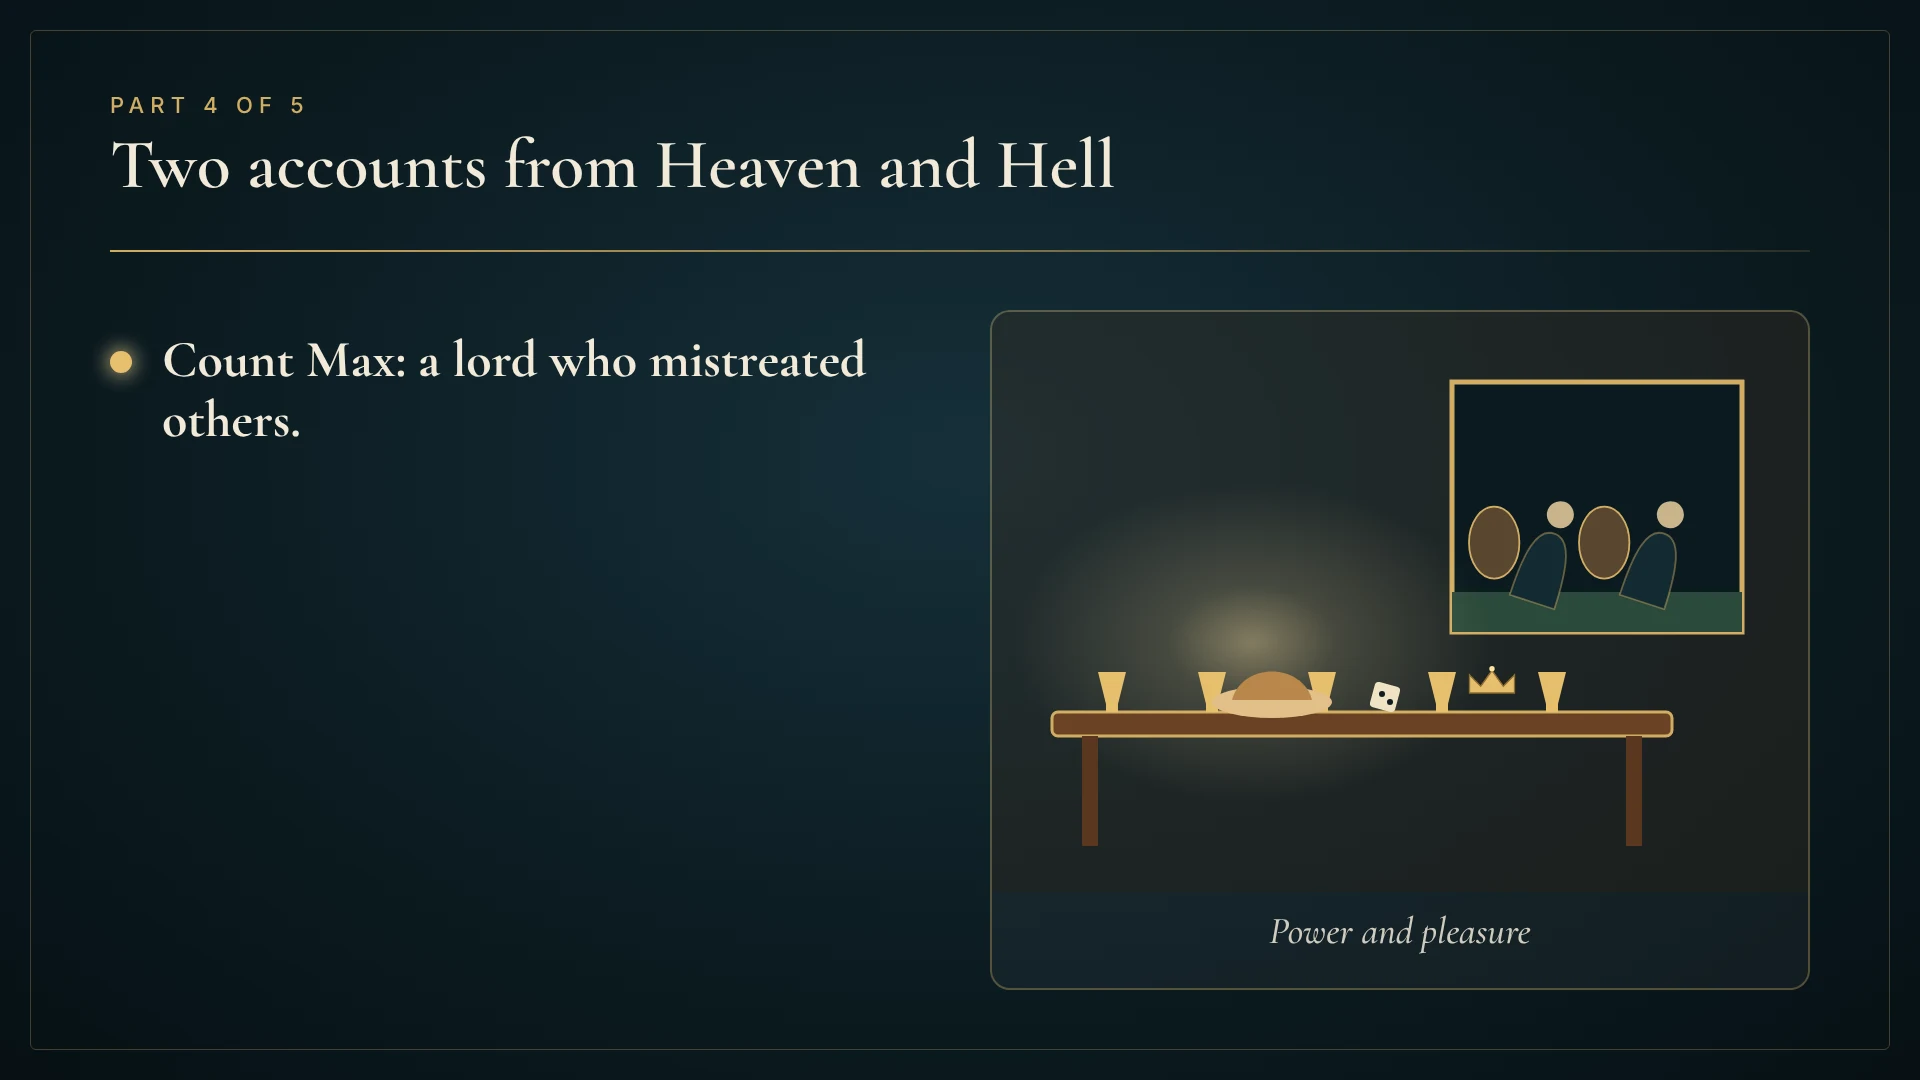 PART 4 OF 5
Two accounts from Heaven and Hell
Count Max: a lord who mistreated
others.
Power and pleasure